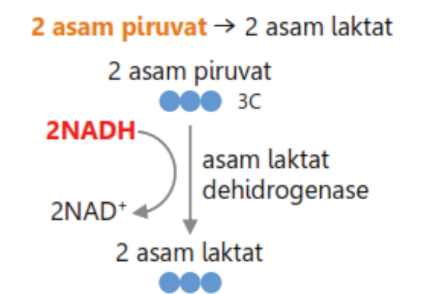 2 asam piruvat → 2 asam laktat
2 asam piruvat
3C
2NADH
asam laktat
dehidrogenase
2NAD⁺
2 asam laktat